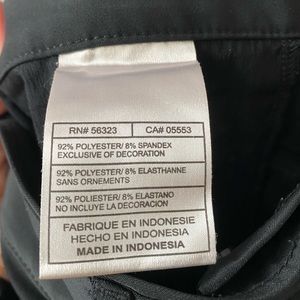 RN# 56323 CA# 05553
92% POLYESTER/ 8% SPANDEX
EXCLUSIVE OF DECORATION
92% POLYESTER/ 8% ELASTHANNE
SANS ORNEMENTS
92% POLIESTER/ 8% ELASTANO
NO INCLUYE LA DECORACION
FABRIQUE EN INDONESIE
HECHO EN INDONESIA
MADE IN INDONESIA